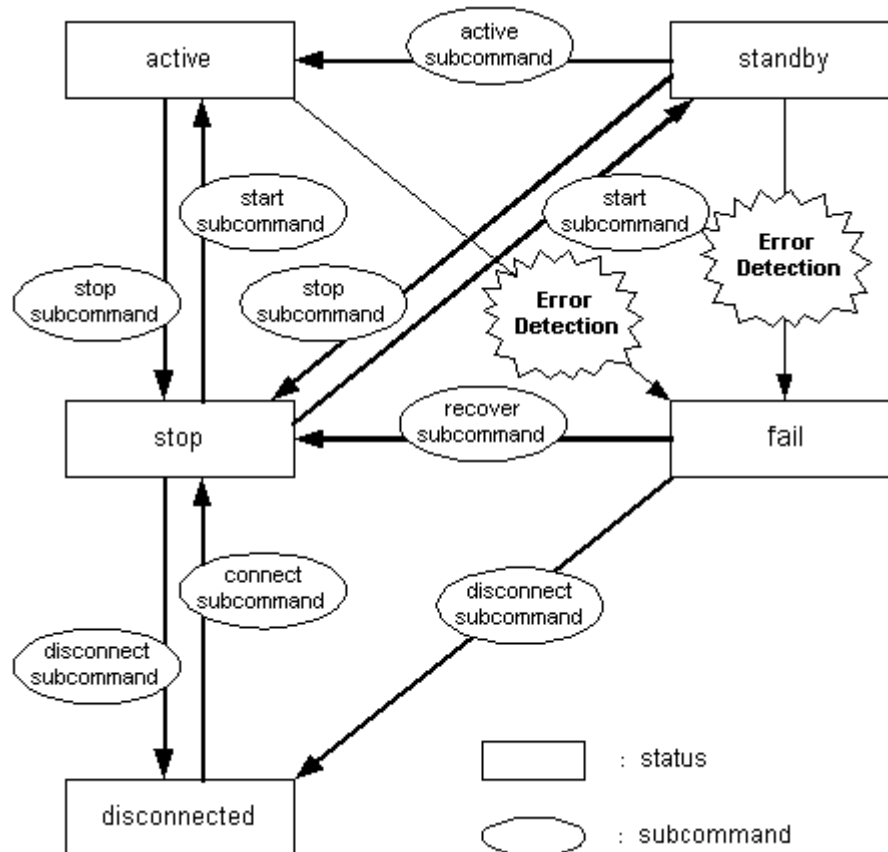 active
active
subcommand
standby
start
subcommand
start
subcommand
Error
Detection
stop
subcommand
stop
subcommand
Error
Detection
stop
recover
subcommand
fail
connect
subcommand
disconnect
subcommand
disconnect
subcommand
disconnected
: status
: subcommand